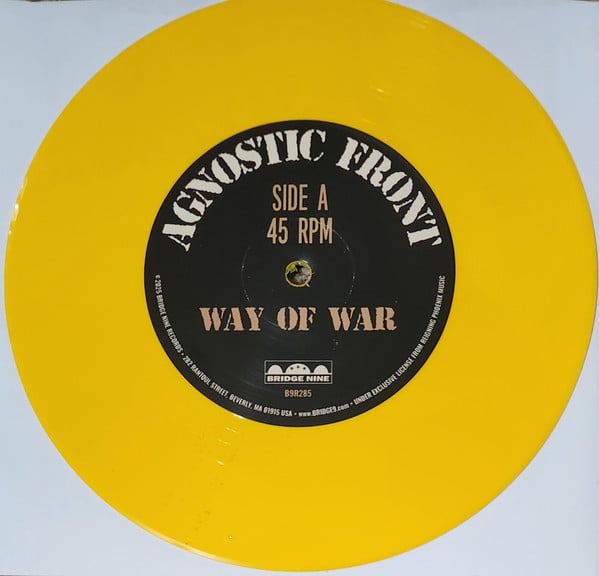 AGNOSTIC FRONT
SIDE A
45 RPM
WAY OF WAR
BRIDGE NINE
B9R285
© 2025 BRIDGE NINE RECORDS • 282 RANTOUL STREET, BEVERLY, MA 01915 USA • www.BRIDGE9.com • UNDER EXCLUSIVE LICENSE FROM REIGNING PHOENIX MUSIC